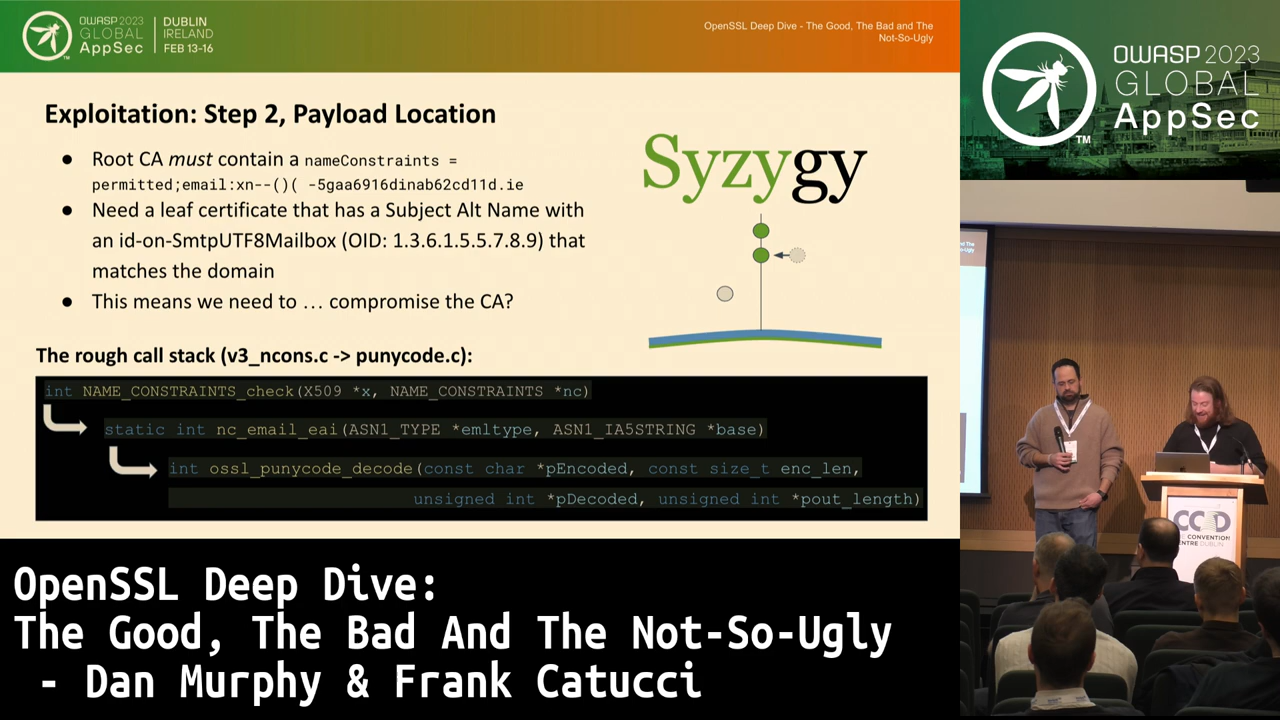 OWASP 2023
GLOBAL
AppSec
DUBLIN
IRELAND
FEB 13-16
TM
OpenSSL Deep Dive - The Good, The Bad and The
Not-So-Ugly
Exploitation: Step 2, Payload Location
● Root CA must contain a nameConstraints =
permitted;email:xn--()( -5gaa6916dinab62cd11d.ie
● Need a leaf certificate that has a Subject Alt Name with
an id-on-SmtpUTF8Mailbox (OID: 1.3.6.1.5.5.7.8.9) that
matches the domain
● This means we need to … compromise the CA?
Syzygy
The rough call stack (v3_ncons.c -> punycode.c):
int NAME_CONSTRAINTS_check(X509 *x, NAME_CONSTRAINTS *nc)
static int nc_email_eai(ASN1_TYPE *emltype, ASN1_IA5STRING *base)
int ossl_punycode_decode(const char *pEncoded, const size_t enc_len,
unsigned int *pDecoded, unsigned int *pout_length)
OpenSSL Deep Dive:
The Good, The Bad And The Not-So-Ugly
- Dan Murphy & Frank Catucci
OWASP 2023
GLOBAL
AppSec
TM
CONVENTION
CENTRE DUBLIN